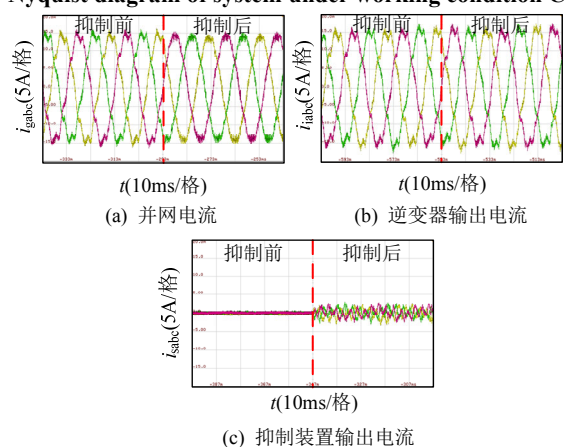 Nyquist diagram of system under working condition C
抑制前 抑制后
抑制前 抑制后
igabc(5A/格)
iiabc(5A/格)
t(10ms/格)
t(10ms/格)
(a) 并网电流
(b) 逆变器输出电流
抑制前 抑制后
isabc(5A/格)
t(10ms/格)
(c) 抑制装置输出电流